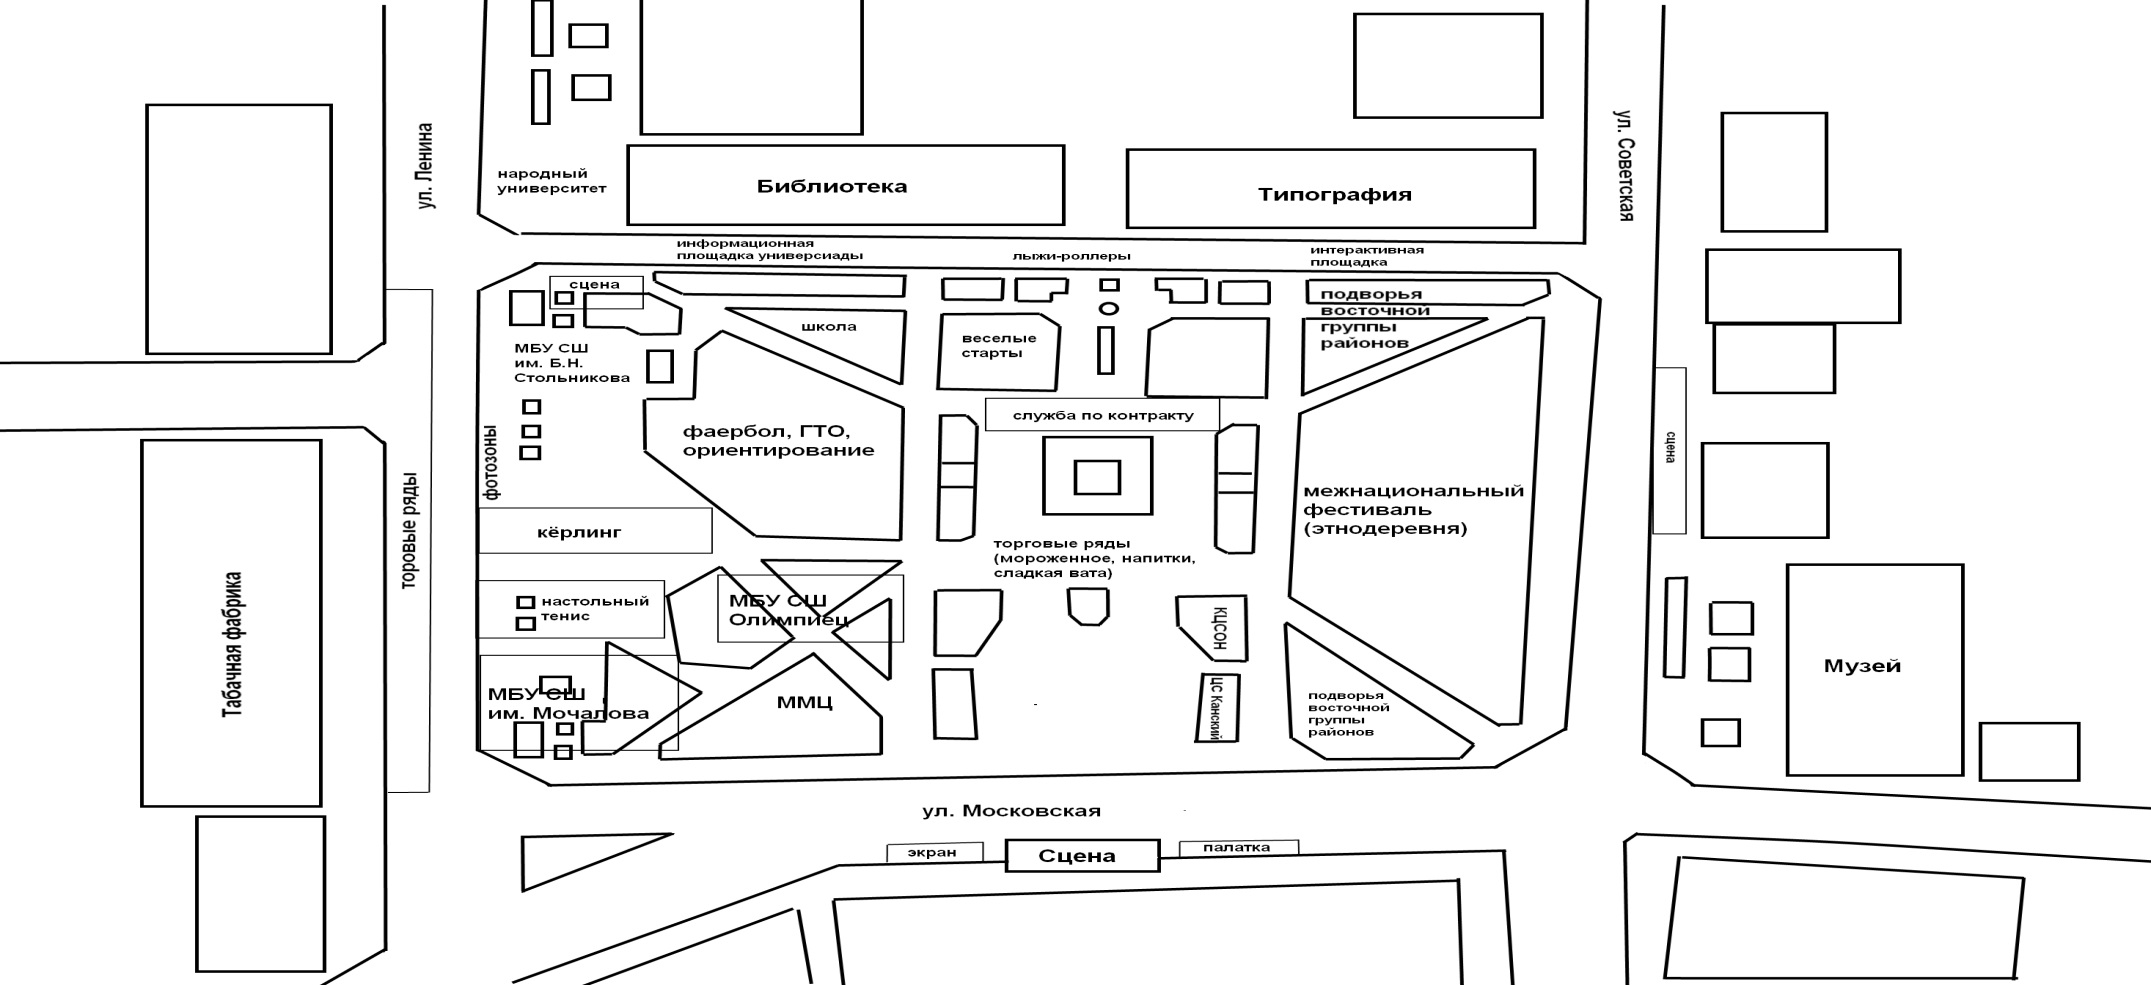 ул. Ленина
ул. Советская
народный
университет
Библиотека
Типография
информационная
площадка универсиады
лыжи-роллеры
интерактивная
площадка
сцена
школа
веселые
старты
подворья
восточной
группы
районов
МБУ СШ
им. Б.Н.
Стольникова
фотозоны
фаербол, ГТО,
ориентирование
служба по контракту
межнациональный
фестиваль
(этнодеревня)
сцена
торовые ряды
кёрлинг
торговые ряды
(мороженное, напитки,
сладкая вата)
Табачная фабрика
настольный
тенис
МБУ СШ
Олимпиец
КЦСОН
Музей
МБУ СШ
им. Мочалова
ММЦ
ЦС Канский
подворья
восточной
группы
районов
ул. Московская
экран
Сцена
палатка